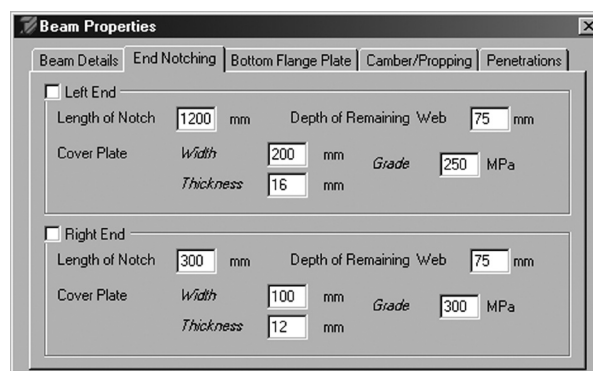 Beam Properties
Beam Details End Notching Bottom Flange Plate Camber/Propping Penetrations
Left End
Length of Notch 1200 mm Depth of Remaining Web 75 mm
Cover Plate Width 200 mm Grade 250 MPa
Thickness 16 mm
Right End
Length of Notch 300 mm Depth of Remaining Web 75 mm
Cover Plate Width 100 mm Grade 300 MPa
Thickness 12 mm